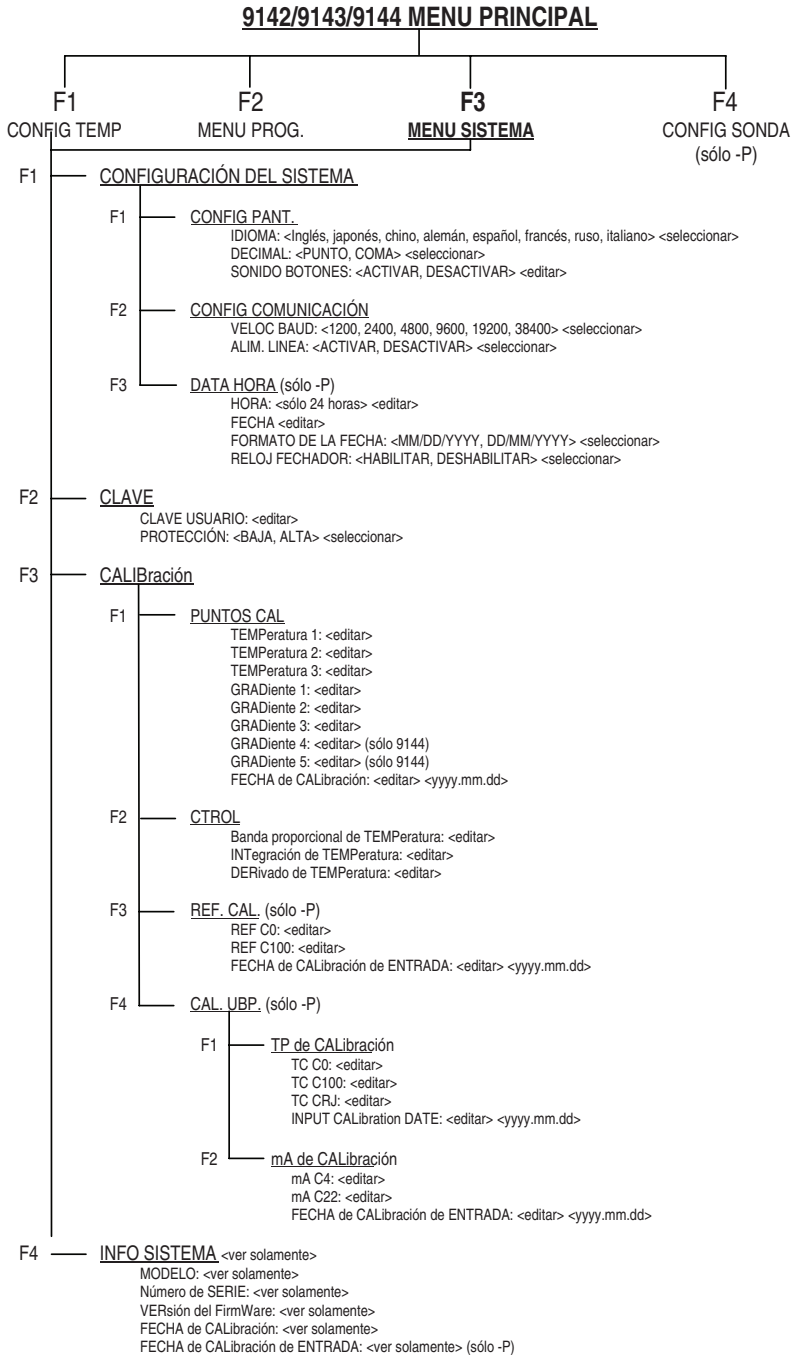 9142/9143/9144 MENU PRINCIPAL
F1 F2 F3 F4
CONFIG TEMP MENU PROG. MENU SISTEMA CONFIG SONDA
(sólo -P)
F1 CONFIGURACIÓN DEL SISTEMA
F1 CONFIG PANT.
IDIOMA: <Inglés, japonés, chino, alemán, español, francés, ruso, italiano> <seleccionar>
DECIMAL: <PUNTO, COMA> <seleccionar>
SONIDO BOTONES: <ACTIVAR, DESACTIVAR> <editar>
F2 CONFIG COMUNICACIÓN
VELOC BAUD: <1200, 2400, 4800, 9600, 19200, 38400> <seleccionar>
ALIM. LINEA: <ACTIVAR, DESACTIVAR> <seleccionar>
F3 DATA HORA (sólo -P)
HORA: <sólo 24 horas> <editar>
FECHA <editar>
FORMATO DE LA FECHA: <MM/DD/YYYY, DD/MM/YYYY> <seleccionar>
RELOJ FECHADOR: <HABILITAR, DESHABILITAR> <seleccionar>
F2 CLAVE
CLAVE USUARIO: <editar>
PROTECCIÓN: <BAJA, ALTA> <seleccionar>
F3 CALIBración
F1 PUNTOS CAL
TEMPeratura 1: <editar>
TEMPeratura 2: <editar>
TEMPeratura 3: <editar>
GRADiente 1: <editar>
GRADiente 2: <editar>
GRADiente 3: <editar>
GRADiente 4: <editar> (sólo 9144)
GRADiente 5: <editar> (sólo 9144)
FECHA de CALibración: <editar> <yyyy.mm.dd>
F2 CTROL
Banda proporcional de TEMPeratura: <editar>
INTegración de TEMPeratura: <editar>
DERivado de TEMPeratura: <editar>
F3 REF. CAL. (sólo -P)
REF C0: <editar>
REF C100: <editar>
FECHA de CALibración de ENTRADA: <editar> <yyyy.mm.dd>
F4 CAL. UBP. (sólo -P)
F1 TP de CALibración
TC C0: <editar>
TC C100: <editar>
TC CRJ: <editar>
INPUT CALibration DATE: <editar> <yyyy.mm.dd>
F2 mA de CALibración
mA C4: <editar>
mA C22: <editar>
FECHA de CALibración de ENTRADA: <editar> <yyyy.mm.dd>
F4 INFO SISTEMA <ver solamente>
MODELO: <ver solamente>
Número de SERIE: <ver solamente>
VERsión del FirmWare: <ver solamente>
FECHA de CALibración: <ver solamente>
FECHA de CALibración de ENTRADA: <ver solamente> (sólo -P)